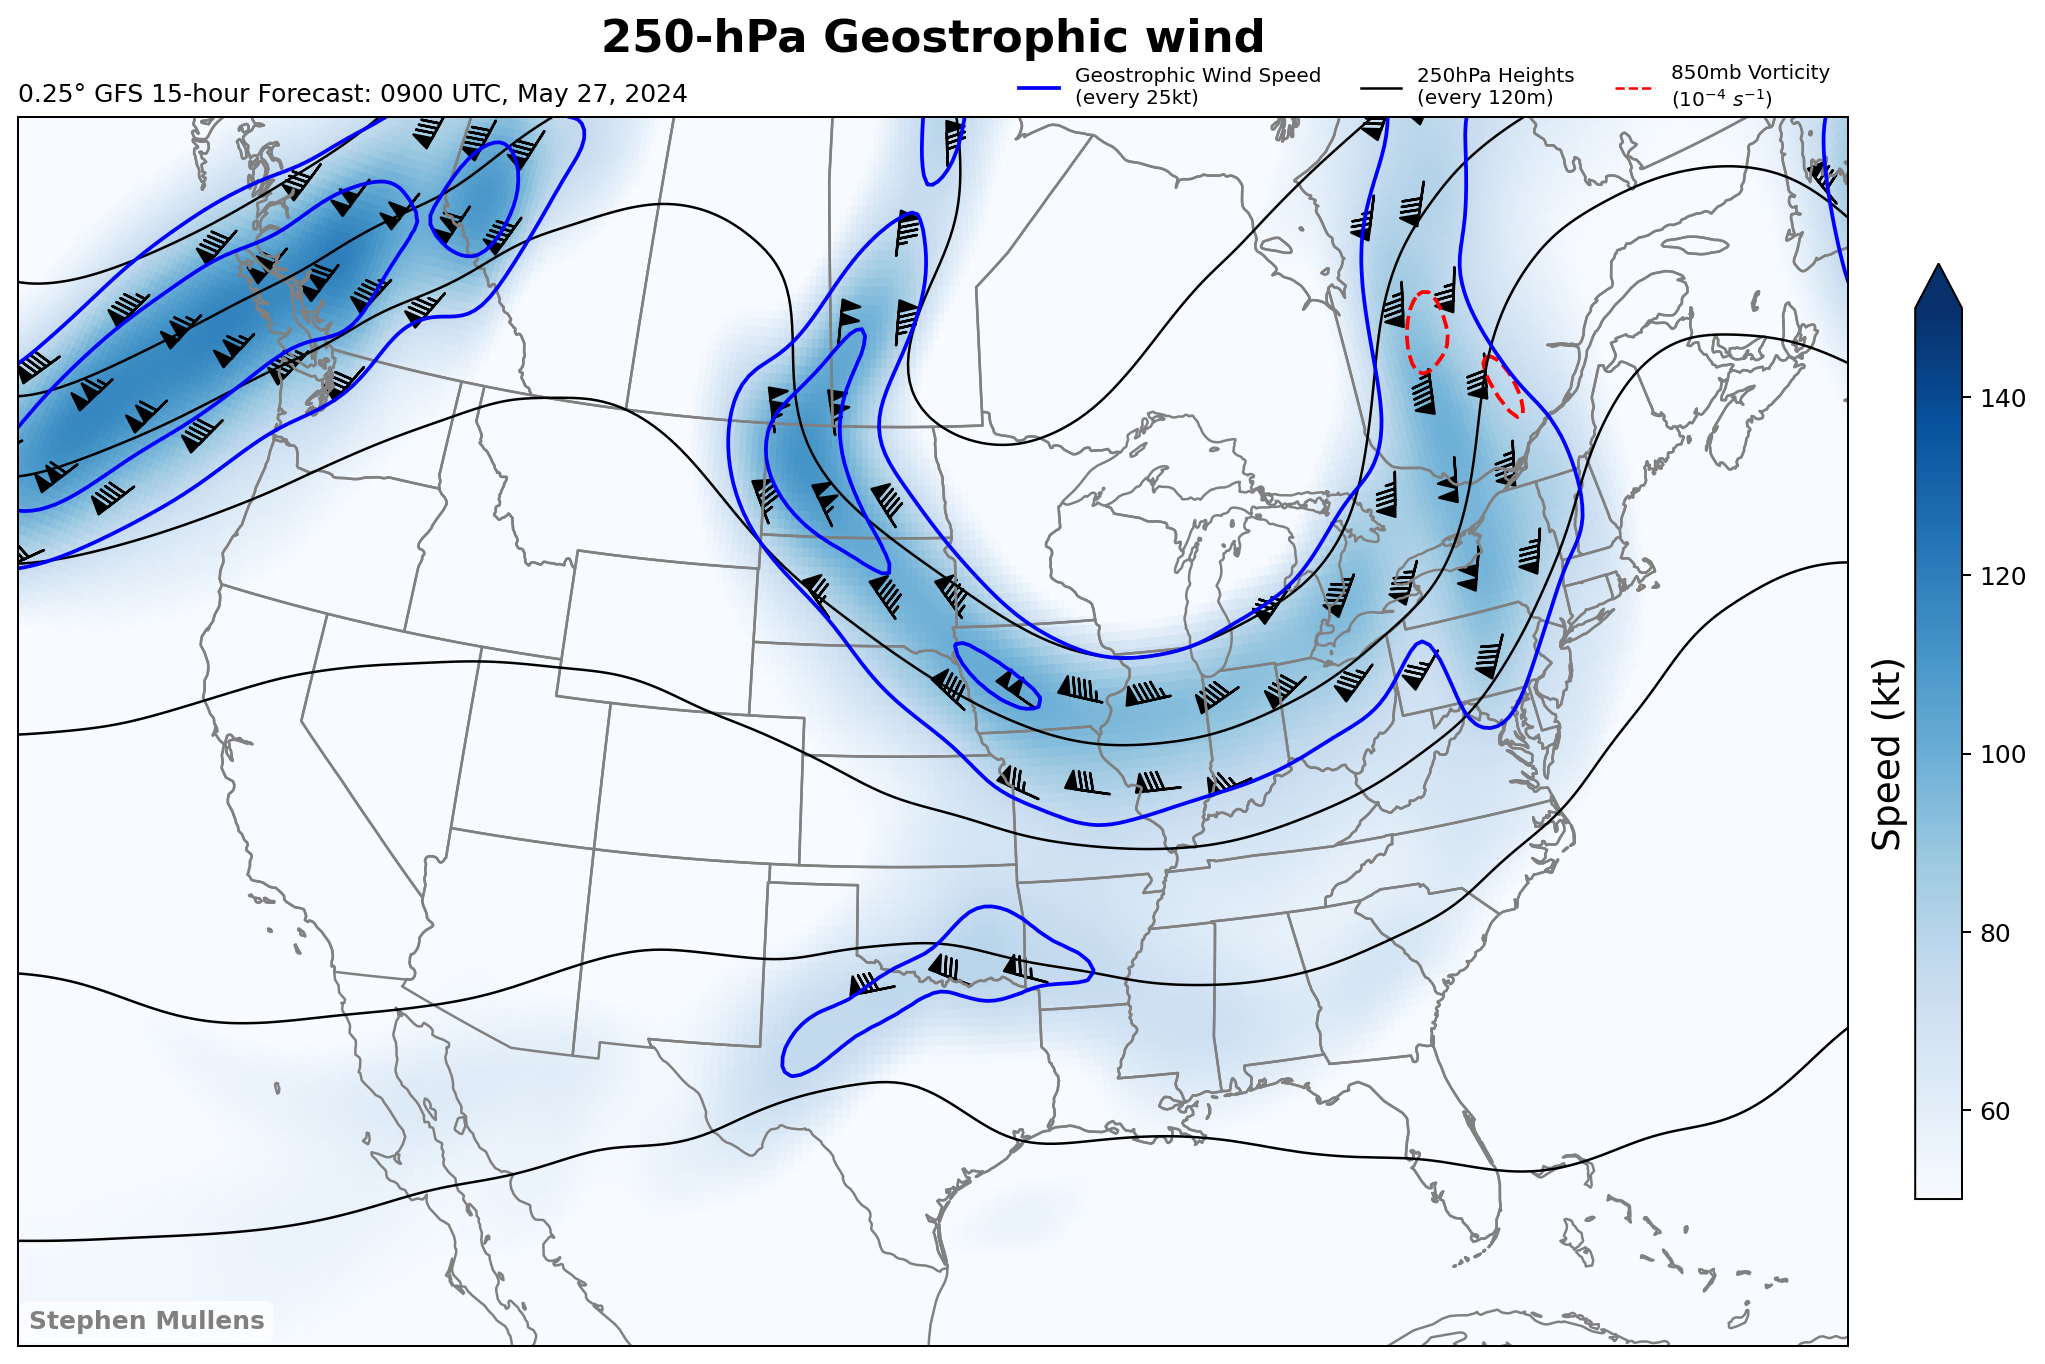 250-hPa Geostrophic wind
0.25° GFS 15-hour Forecast: 0900 UTC, May 27, 2024
Geostrophic Wind Speed
(every 25kt)
250hPa Heights
(every 120m)
850mb Vorticity
(10⁻⁴ s⁻¹)
140
120
100
80
60
Speed (kt)
Stephen Mullens